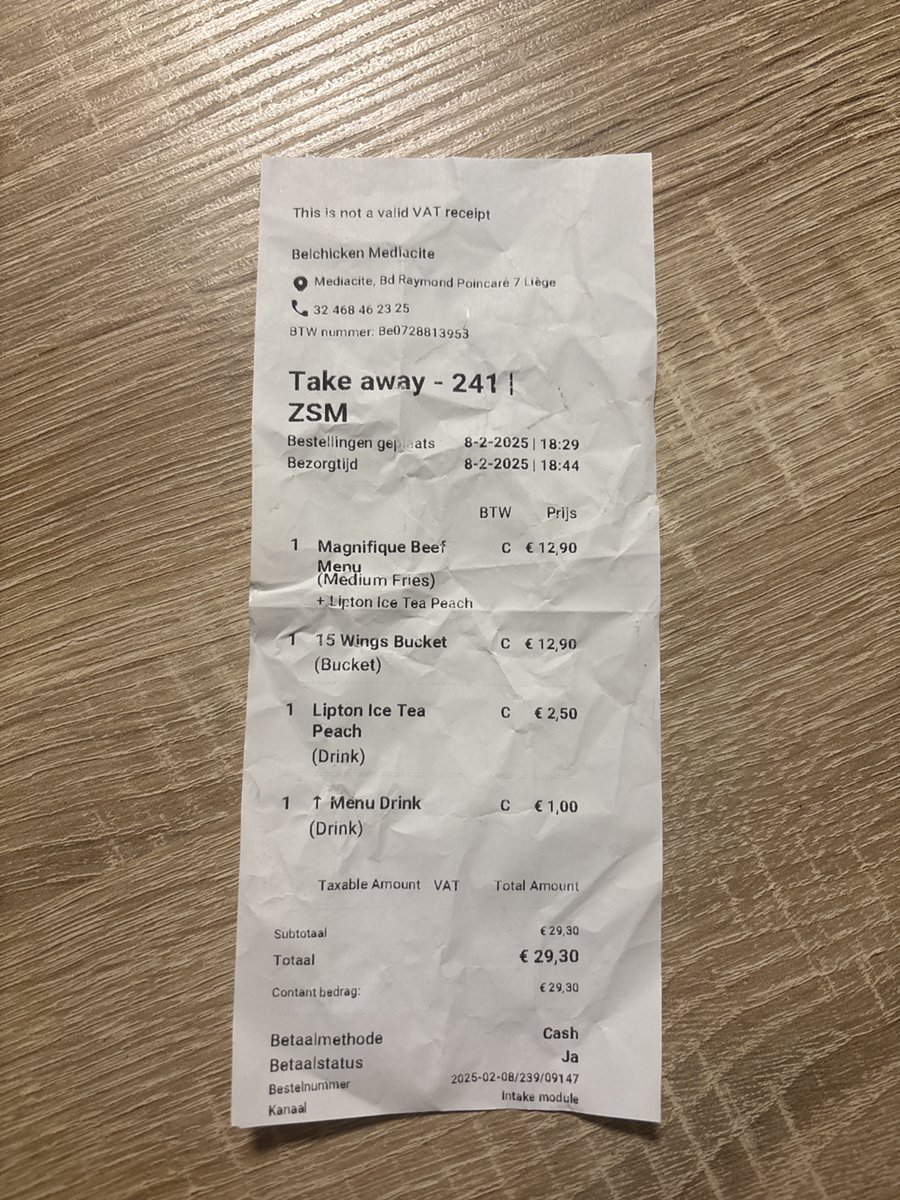 This is not a valid VAT receipt
Belchicken Mediacite
Mediacite, Bd Raymond Poincaré 7 Liège
32 468 46 23 25
BTW nummer: Be0728813953
Take away - 241 |
ZSM
Bestellingen geplaats 8-2-2025 | 18:29
Bezorgtijd 8-2-2025 | 18:44
BTW Prijs
1 Magnifique Beef C € 12,90
Menu
(Medium Fries)
+ Lipton Ice Tea Peach
1 15 Wings Bucket C € 12,90
(Bucket)
1 Lipton Ice Tea C € 2,50
Peach
(Drink)
1 ↑ Menu Drink C € 1,00
(Drink)
Taxable Amount VAT Total Amount
Subtotaal € 29,30
Totaal € 29,30
Contant bedrag: € 29,30
Betaalmethode Cash
Betaalstatus Ja
Bestelnummer 2025-02-08/239/09147
Kanaal Intake module